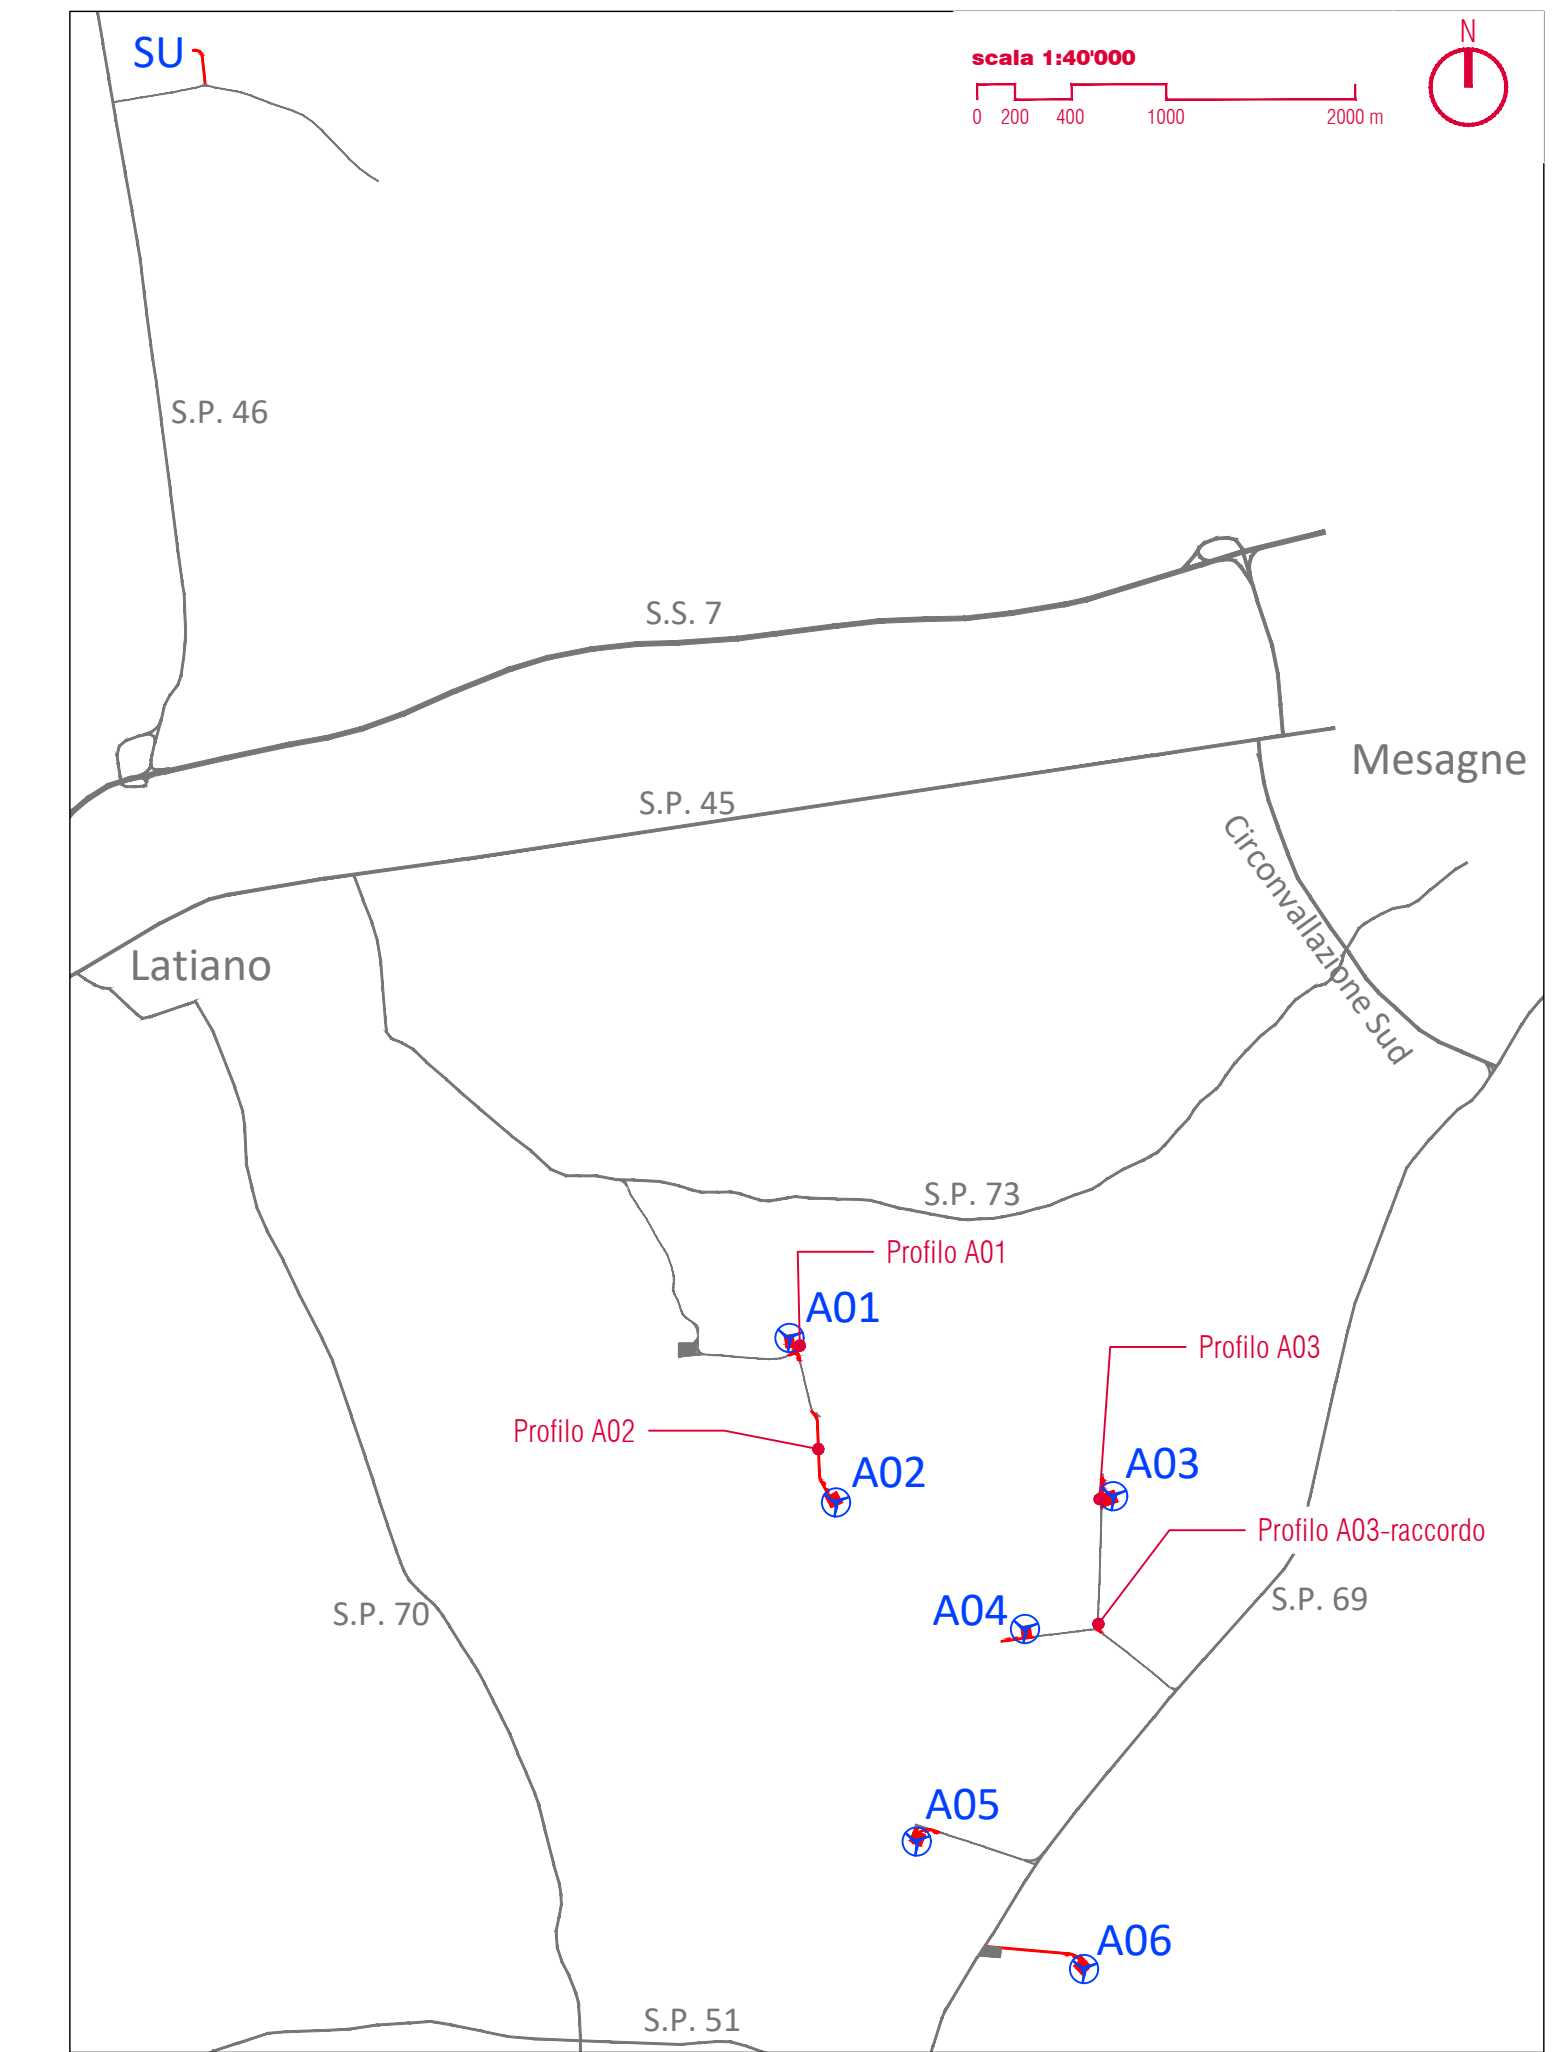 SU
scala 1:40'000
N
0 200 400 1000 2000 m
S.P. 46
S.S. 7
Mesagne
S.P. 45
Circonvallazione Sud
Latiano
S.P. 73
Profilo A01
A01
Profilo A03
Profilo A02
A03
A02
Profilo A03-raccordo
S.P. 69
A04
S.P. 70
A05
A06
S.P. 51